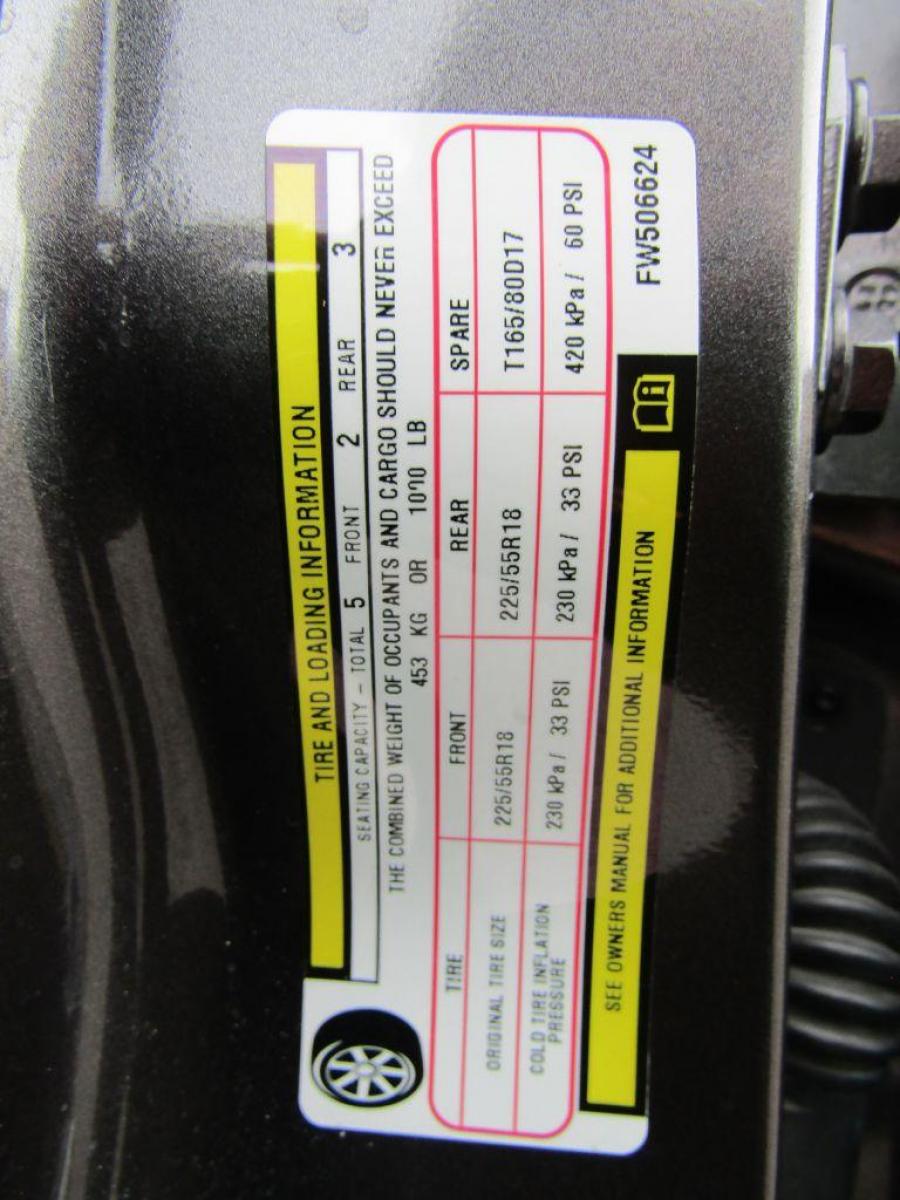 TIRE AND LOADING INFORMATION
SEATING CAPACITY - TOTAL 5 FRONT 2 REAR 3
THE COMBINED WEIGHT OF OCCUPANTS AND CARGO SHOULD NEVER EXCEED
453 KG OR LB
TIRE FRONT REAR SPARE
ORIGINAL TIRE SIZE 225/55R18 225/55R18 T165/80D17
COLD TIRE INFLATION PRESSURE 230 kPa / 33 PSI 230 kPa / 33 PSI 420 kPa / 60 PSI
SEE OWNERS MANUAL FOR ADDITIONAL INFORMATION
FW506624